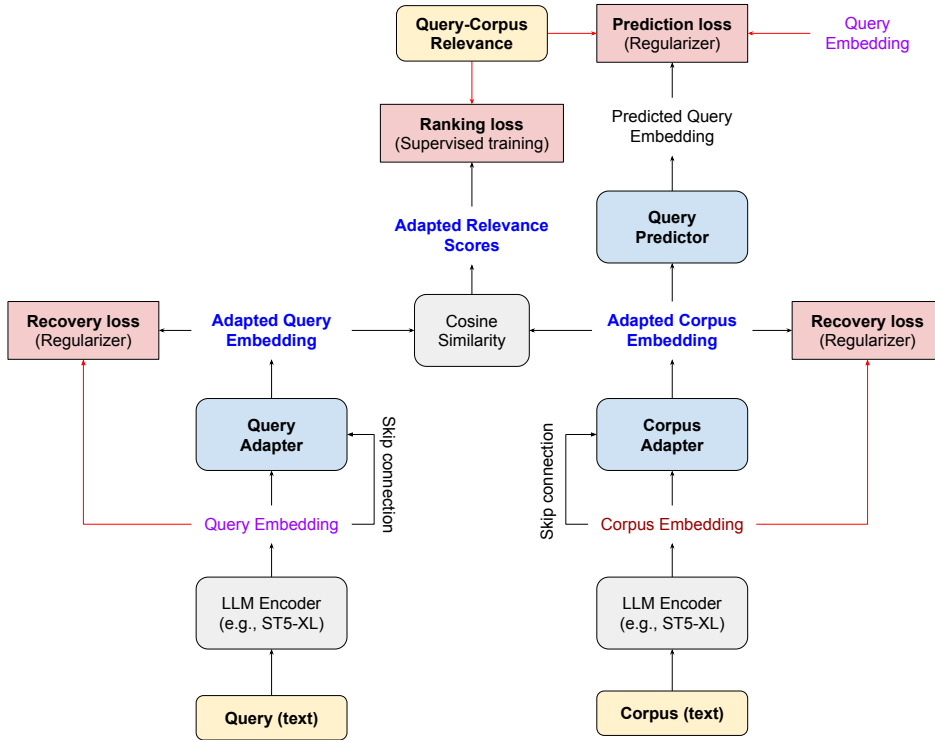 Query-Corpus
Relevance
Prediction loss
(Regularizer)
Query
Embedding
Ranking loss
(Supervised training)
Predicted Query
Embedding
Adapted Relevance
Scores
Query
Predictor
Recovery loss
(Regularizer)
Adapted Query
Embedding
Cosine
Similarity
Adapted Corpus
Embedding
Recovery loss
(Regularizer)
Query
Adapter
Skip connection
Skip connection
Corpus
Adapter
Query Embedding
Corpus Embedding
LLM Encoder
(e.g., ST5-XL)
LLM Encoder
(e.g., ST5-XL)
Query (text)
Corpus (text)